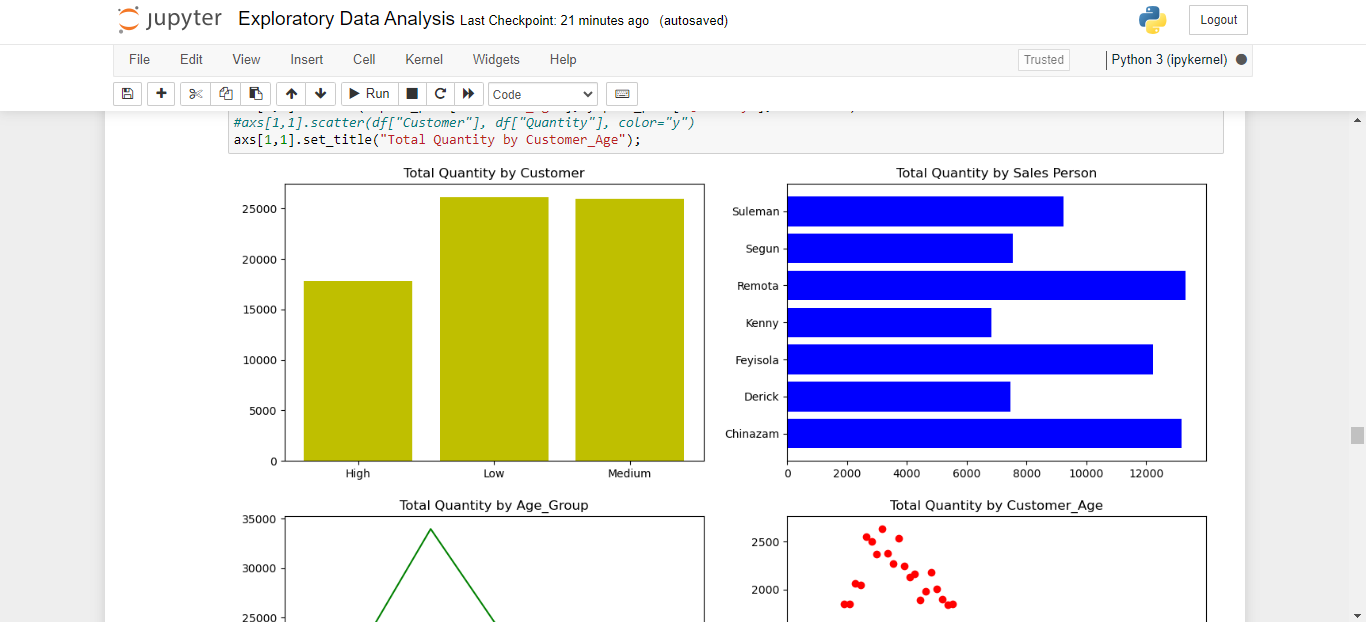 jupyter Exploratory Data Analysis Last Checkpoint: 21 minutes ago (autosaved) Logout
File Edit View Insert Cell Kernel Widgets Help Trusted Python 3 (ipykernel)
Run Code
#axs[1,1].scatter(df["Customer"], df["Quantity"], color="y")
axs[1,1].set_title("Total Quantity by Customer_Age");
Total Quantity by Customer
25000
20000
15000
10000
5000
0
High Low Medium
Total Quantity by Sales Person
Suleman
Segun
Remota
Kenny
Feyisola
Derick
Chinazam
0 2000 4000 6000 8000 10000 12000
Total Quantity by Age_Group
35000
30000
25000
Total Quantity by Customer_Age
2500
2000